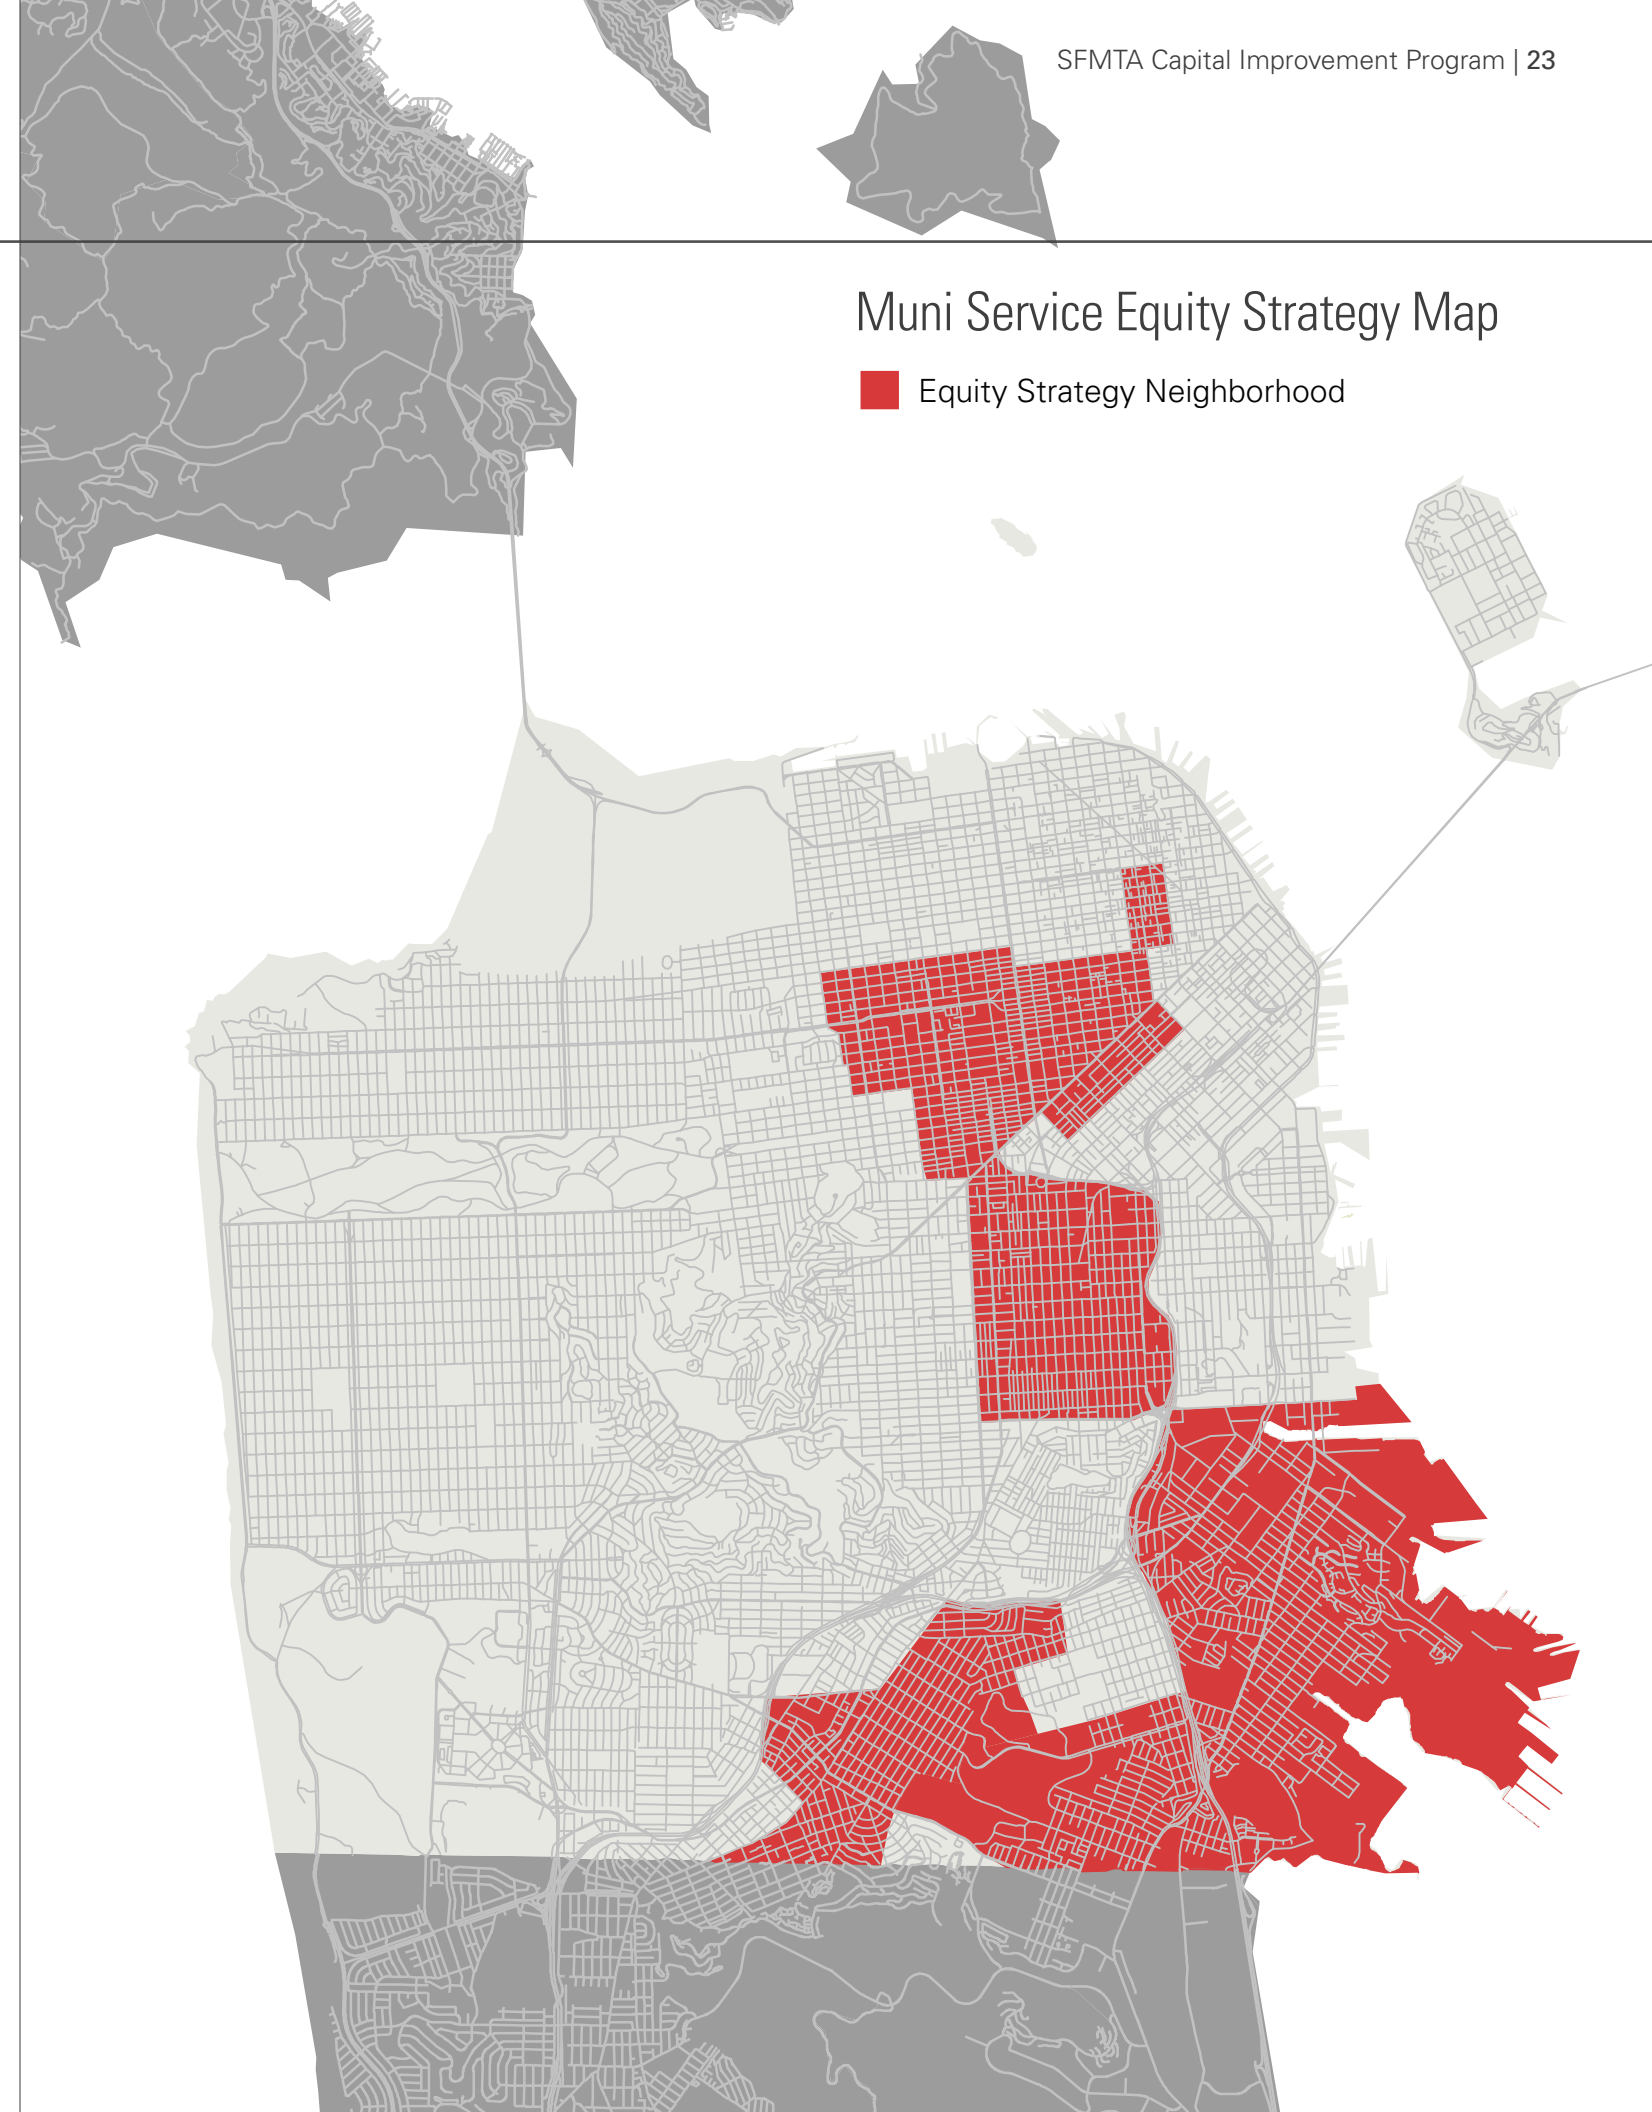 SFMTA Capital Improvement Program | 23
Muni Service Equity Strategy Map
Equity Strategy Neighborhood